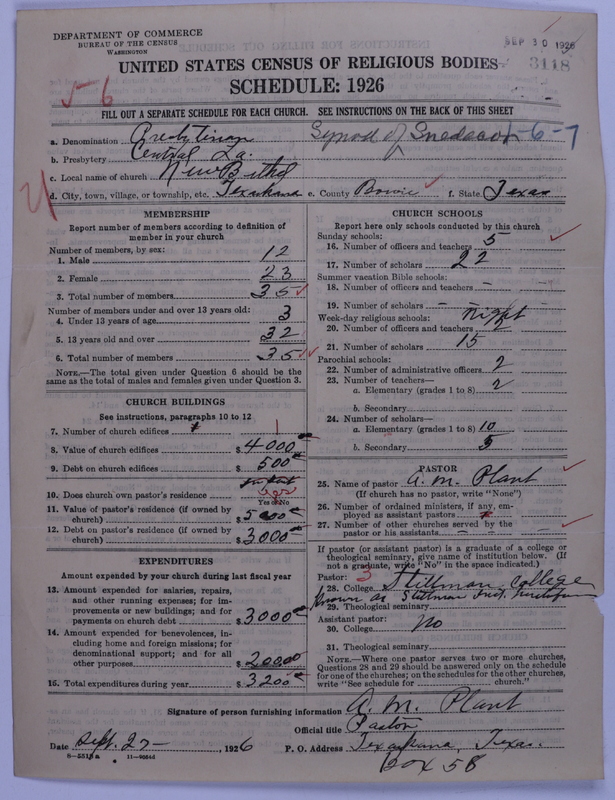 DEPARTMENT OF COMMERCE
BUREAU OF THE CENSUS
WASHINGTON
SEP 30 1926
3118
UNITED STATES CENSUS OF RELIGIOUS BODIES
SCHEDULE: 1926
5-6
FILL OUT A SEPARATE SCHEDULE FOR EACH CHURCH. SEE INSTRUCTIONS ON THE BACK OF THIS SHEET
a. Denomination Presbyterian Synod of Snedecor 1-6-7
b. Presbytery Central La.
c. Local name of church New Bethel
d. City, town, village, or township, etc. Texarkana e. County Bowie f. State Texas
MEMBERSHIP
Report number of members according to definition of
member in your church
Number of members, by sex:
1. Male 12
2. Female 23
3. Total number of members 35
Number of members under and over 13 years old:
4. Under 13 years of age 3
5. 13 years old and over 32
6. Total number of members 35
NOTE.—The total given under Question 6 should be
same as the total of males and females given under Question 3.
CHURCH BUILDINGS
See instructions, paragraphs 10 to 12
7. Number of church edifices 1
8. Value of church edifices $ 4000
9. Debt on church edifices $ 500
10. Does church own pastor's residence yes
Yes or No
11. Value of pastor's residence (if owned by
church) $ 5000
12. Debt on pastor's residence (if owned by
church) $ 3000
EXPENDITURES
Amount expended by your church during last fiscal year
13. Amount expended for salaries, repairs,
and other running expenses; for im-
provements or new buildings; and for
payments on church debt $ 3000
14. Amount expended for benevolences, in-
cluding home and foreign missions; for
denominational support; and for all
other purposes $ 200.00
15. Total expenditures during year $ 3200
CHURCH SCHOOLS
Report here only schools conducted by this church
Sunday schools:
16. Number of officers and teachers 5
17. Number of scholars 22
Summer vacation Bible schools:
18. Number of officers and teachers –
19. Number of scholars – –
Week-day religious schools: night
20. Number of officers and teachers 2
21. Number of scholars 15
Parochial schools:
22. Number of administrative officers 2
23. Number of teachers—
a. Elementary (grades 1 to 8) 2
b. Secondary
24. Number of scholars—
a. Elementary (grades 1 to 8) 10
b. Secondary 5
PASTOR
25. Name of pastor A. M. Plant
(If church has no pastor, write "None")
26. Number of ordained ministers, if any, em-
ployed as assistant pastors
27. Number of other churches served by the
pastor or his assistants – –
If pastor (or assistant pastor) is a graduate of a college or
theological seminary, give name of institution below. (If
not a graduate, write "No" in the space indicated.)
Pastor: 3
28. College Stillman College
known as Stillman Inst.
29. Theological seminary
Assistant pastor:
30. College No
31. Theological seminary
NOTE.—Where one pastor serves two or more churches,
Questions 28 and 29 should be answered only on the schedule
for one of the churches; on the schedules for the other churches,
write "See schedule for church."
Signature of person furnishing information A. M. Plant
Official title Pastor
Date Sept. 27 –, 1926 P. O. Address Texarkana, Texas.
Box 58